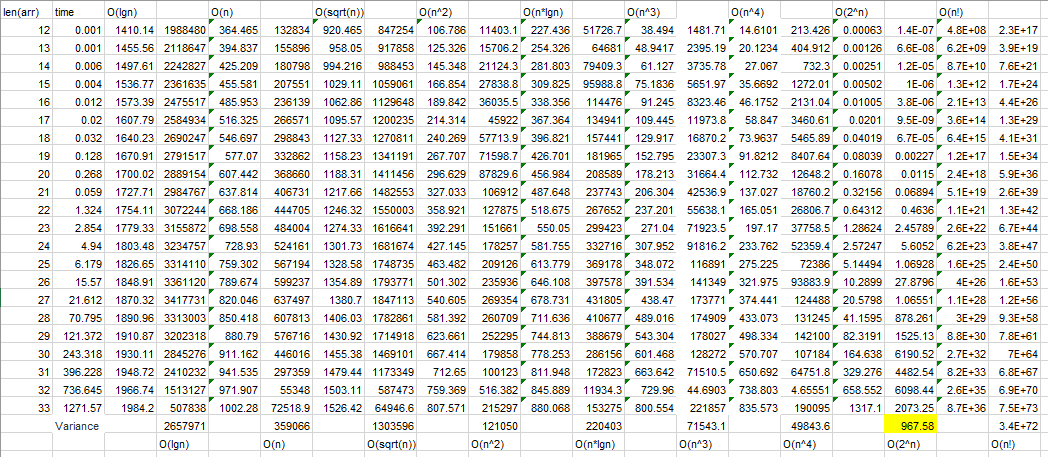 len(arr) time O(lgn) O(n) O(sqrt(n)) O(n^2) O(n*lgn) O(n^3) O(n^4) O(2^n) O(n!)
12 0.001 1410.14 1988480 364.465 132834 920.465 847254 106.786 11403.1 227.436 51726.7 38.494 1481.71 14.6101 213.426 0.00063 1.4E-07 4.8E+08 2.3E+17
13 0.001 1455.56 2118647 394.837 155896 958.05 917858 125.326 15706.2 254.326 64681 48.9417 2395.19 20.1234 404.912 0.00126 6.6E-08 6.2E+09 3.9E+19
14 0.006 1497.61 2242827 425.209 180798 994.216 988453 145.348 21124.3 281.803 79409.3 61.127 3735.78 27.067 732.3 0.00251 1.2E-05 8.7E+10 7.6E+21
15 0.004 1536.77 2361635 455.581 207551 1029.11 1059061 166.854 27838.8 309.825 95988.8 75.1836 5651.97 35.6692 1272.01 0.00502 1E-06 1.3E+12 1.7E+24
16 0.012 1573.39 2475517 485.953 236139 1062.86 1129648 189.842 36035.5 338.356 114476 91.245 8323.46 46.1752 2131.04 0.01005 3.8E-06 2.1E+13 4.4E+26
17 0.02 1607.79 2584934 516.325 266571 1095.57 1200235 214.314 45922 367.364 134941 109.445 11973.8 58.847 3460.61 0.0201 9.5E-09 3.6E+14 1.3E+29
18 0.032 1640.23 2690247 546.697 298843 1127.33 1270811 240.269 57713.9 396.821 157441 129.917 16870.2 73.9637 5465.89 0.04019 6.7E-05 6.4E+15 4.1E+31
19 0.128 1670.91 2791517 577.07 332862 1158.23 1341191 267.707 71598.7 426.701 181965 152.795 23307.3 91.8212 8407.64 0.08039 0.00227 1.2E+17 1.5E+34
20 0.268 1700.02 2889154 607.442 368660 1188.31 1411456 296.629 87829.6 456.984 208589 178.213 31664.4 112.732 12648.2 0.16078 0.0115 2.4E+18 5.9E+36
21 0.059 1727.71 2984767 637.814 406731 1217.66 1482553 327.033 106912 487.648 237743 206.304 42536.9 137.027 18760.2 0.32156 0.06894 5.1E+19 2.6E+39
22 1.324 1754.11 3072244 668.186 444705 1246.32 1550003 358.921 127875 518.675 267652 237.201 55638.1 165.051 26806.7 0.64312 0.4636 1.1E+21 1.3E+42
23 2.854 1779.33 3155872 698.558 484004 1274.33 1616641 392.291 151661 550.05 299423 271.04 71923.5 197.17 37758.5 1.28624 2.45789 2.6E+22 6.7E+44
24 4.94 1803.48 3234757 728.93 524161 1301.73 1681674 427.145 178257 581.755 332716 307.952 91816.2 233.762 52359.4 2.57247 5.6052 6.2E+23 3.8E+47
25 6.179 1826.65 3314110 759.302 567194 1328.58 1748735 463.482 209126 613.779 369178 348.072 116891 275.225 72386 5.14494 1.06928 1.6E+25 2.4E+50
26 15.57 1848.91 3361120 789.674 599237 1354.89 1793771 501.302 235936 646.108 397578 391.534 141349 321.975 93883.9 10.2899 27.8796 4E+26 1.6E+53
27 21.612 1870.32 3417731 820.046 637497 1380.7 1847113 540.605 269354 678.731 431805 438.47 173771 374.441 124488 20.5798 1.06551 1.1E+28 1.2E+56
28 70.795 1890.96 3313003 850.418 607813 1406.03 1782861 581.392 260709 711.636 410677 489.016 174909 433.073 131245 41.1595 878.261 3E+29 9.3E+58
29 121.372 1910.87 3202318 880.79 576716 1430.92 1714918 623.661 252295 744.813 388679 543.304 178027 498.334 142100 82.3191 1525.13 8.8E+30 7.8E+61
30 243.318 1930.11 2845276 911.162 446016 1455.38 1469101 667.414 179858 778.253 286156 601.468 128272 570.707 107184 164.638 6190.52 2.7E+32 7E+64
31 396.228 1948.72 2410232 941.535 297359 1479.44 1173349 712.65 100123 811.948 172823 663.642 71510.5 650.692 64751.8 329.276 4482.54 8.2E+33 6.8E+67
32 736.645 1966.74 1513127 971.907 55348 1503.11 587473 759.369 516.382 845.889 11934.3 729.96 44.6903 738.803 4.65551 658.552 6098.44 2.6E+35 6.9E+70
33 1271.57 1984.2 507838 1002.28 72518.9 1526.42 64946.6 807.571 215297 880.068 153275 800.554 221857 835.573 190095 1317.1 2073.25 8.7E+36 7.5E+73
Variance 2657971 359066 1303596 121050 220403 71543.1 49843.6 967.58 3.4E+72
O(lgn) O(n) O(sqrt(n)) O(n^2) O(n*lgn) O(n^3) O(n^4) O(2^n) O(n!)